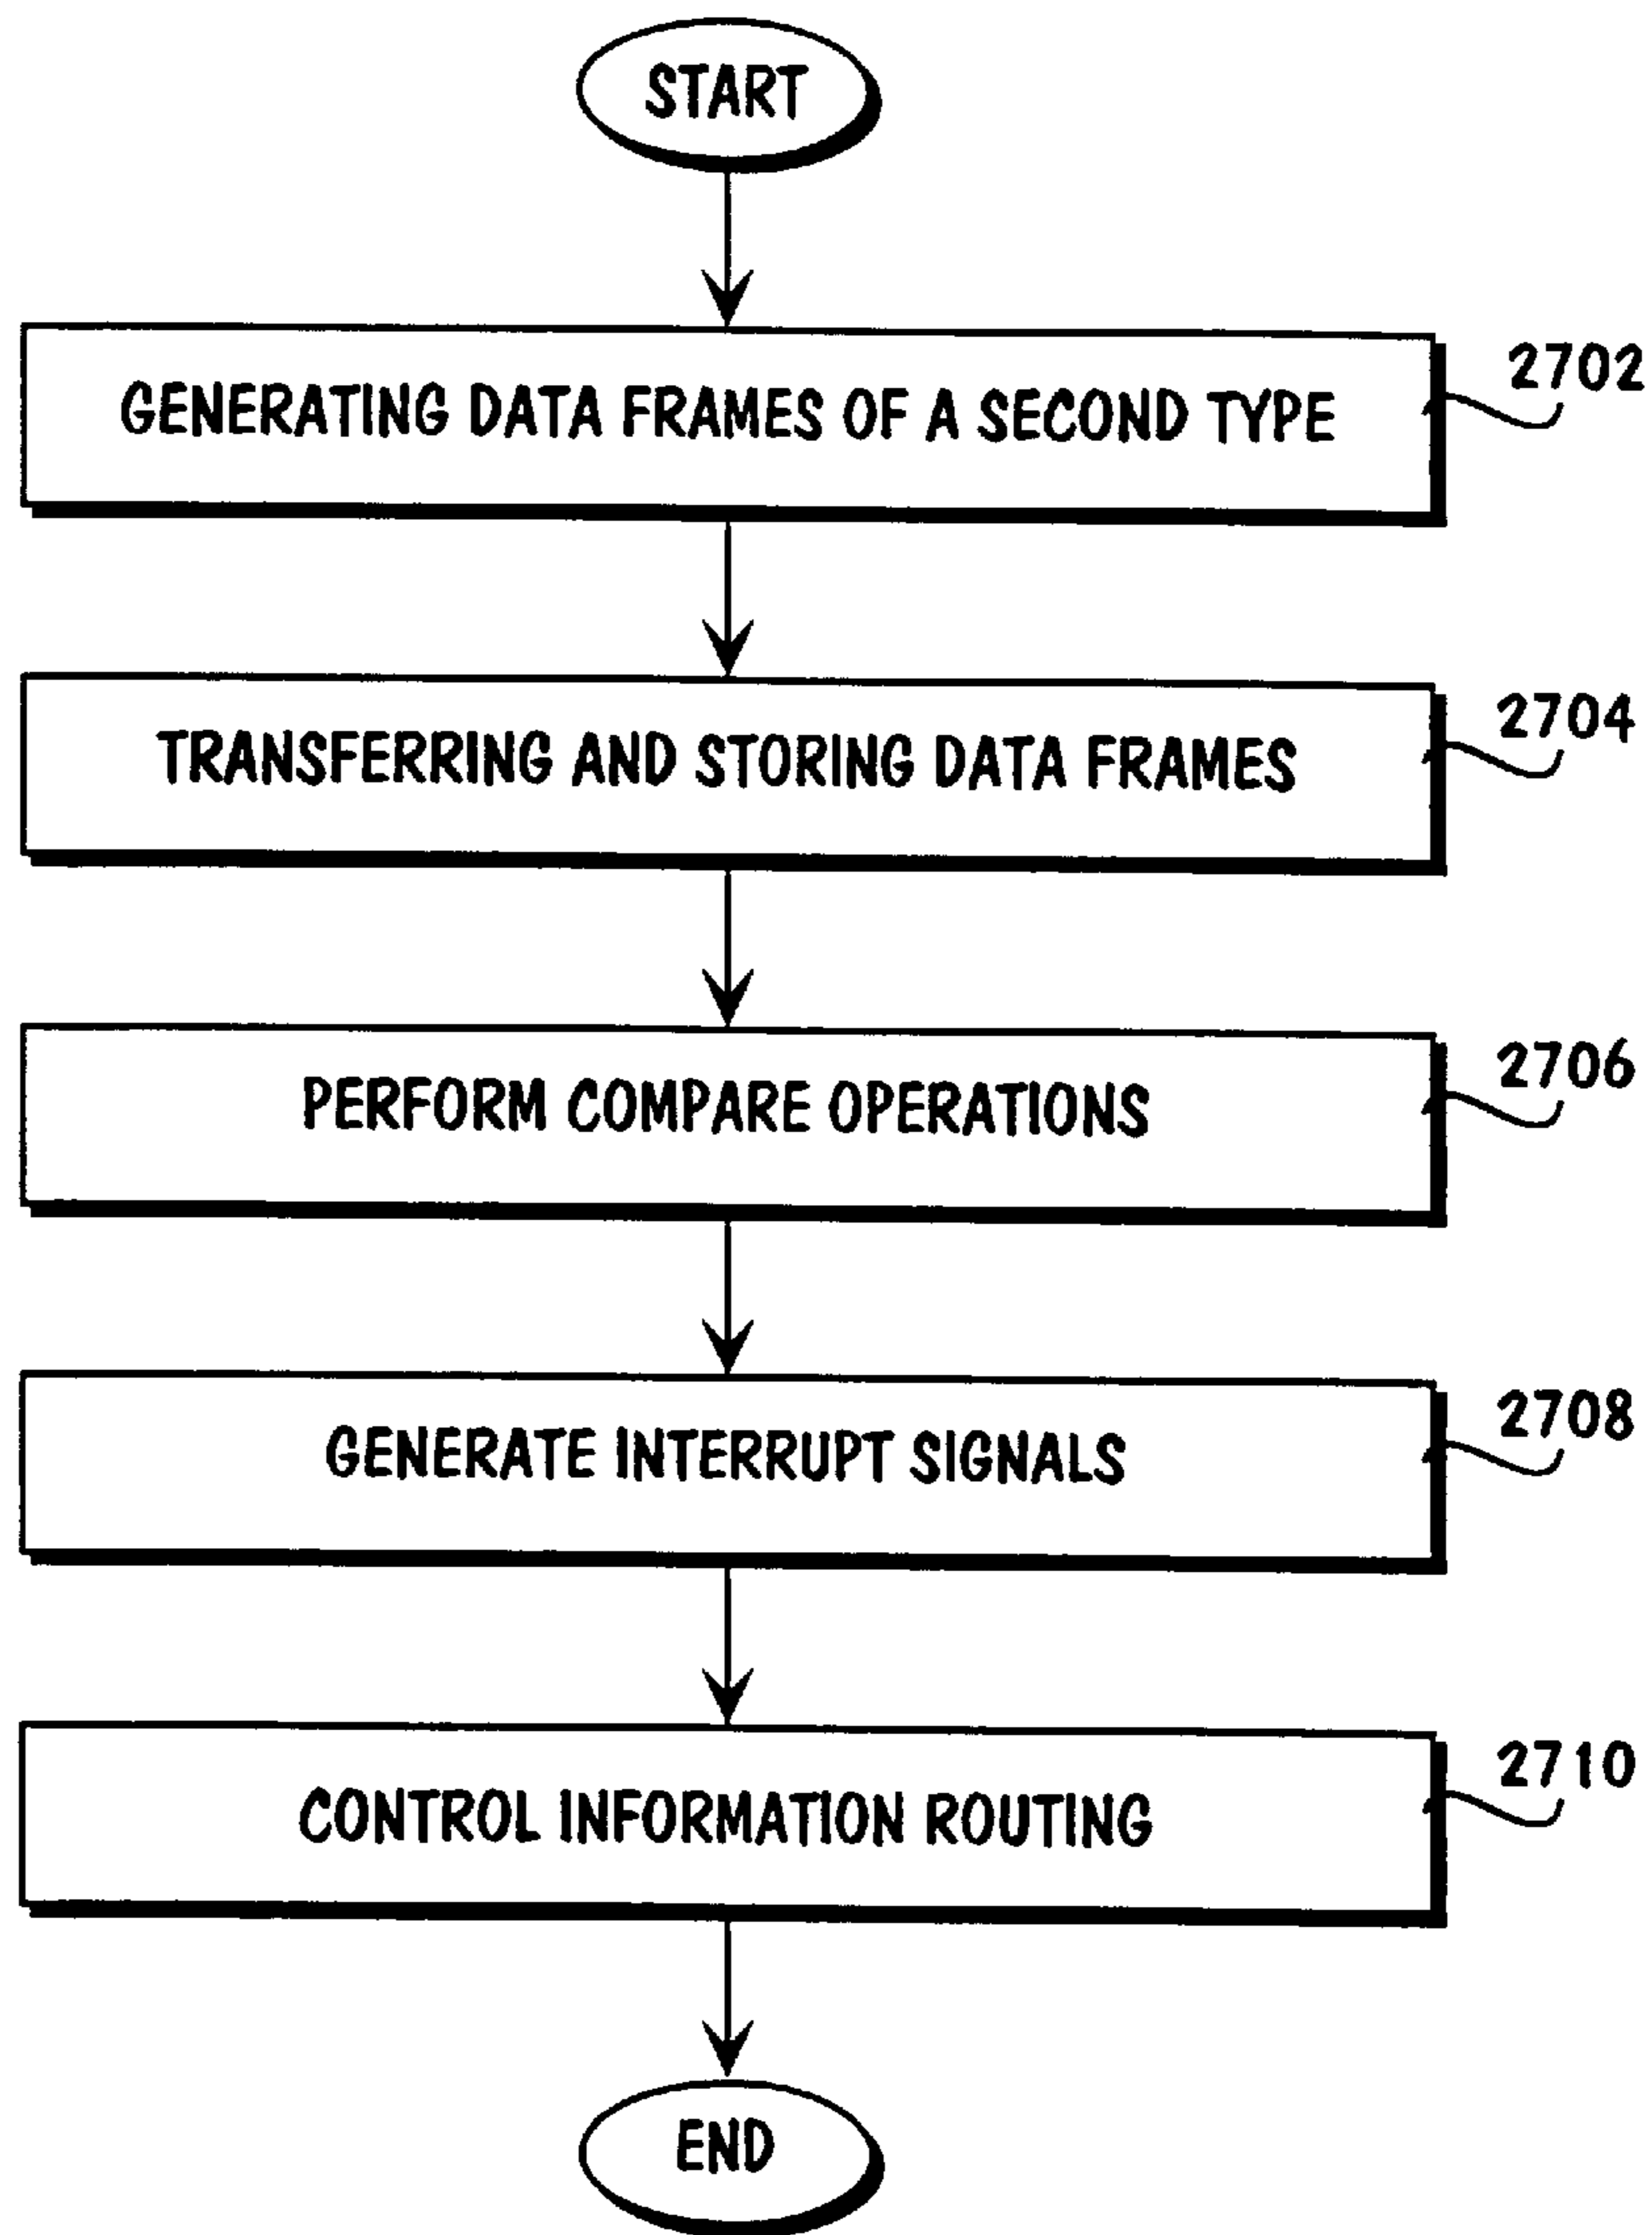 START
GENERATING DATA FRAMES OF A SECOND TYPE
2702
TRANSFERRING AND STORING DATA FRAMES
2704
PERFORM COMPARE OPERATIONS
2706
GENERATE INTERRUPT SIGNALS
2708
CONTROL INFORMATION ROUTING
2710
END